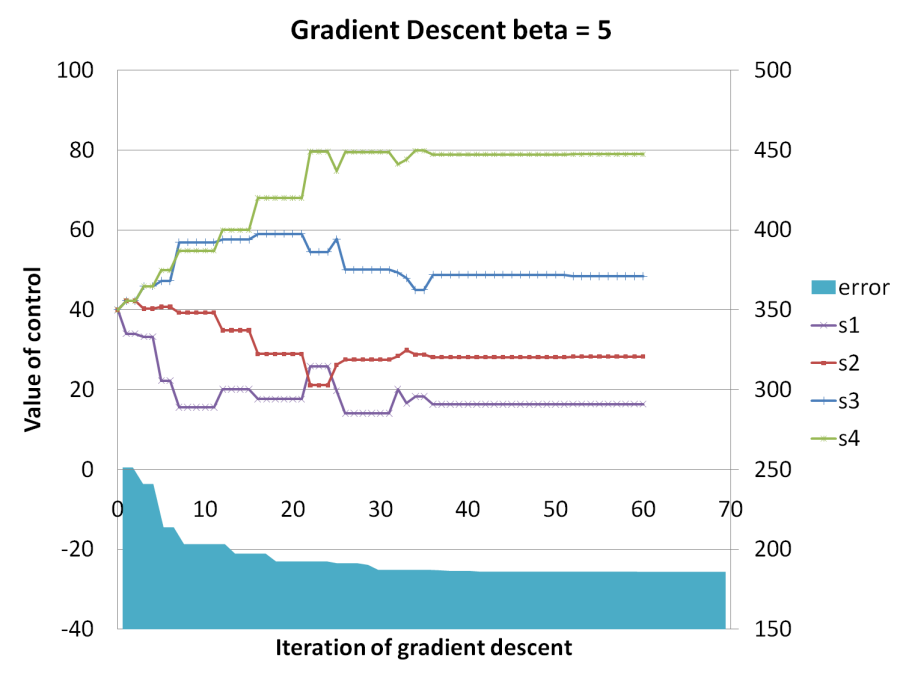 Gradient Descent beta = 5
100
80
60
40
20
0
-20
-40
Value of control
0 10 20 30 40 50 60 70
Iteration of gradient descent
500
450
400
350
300
250
200
150
error
s1
s2
s3
s4